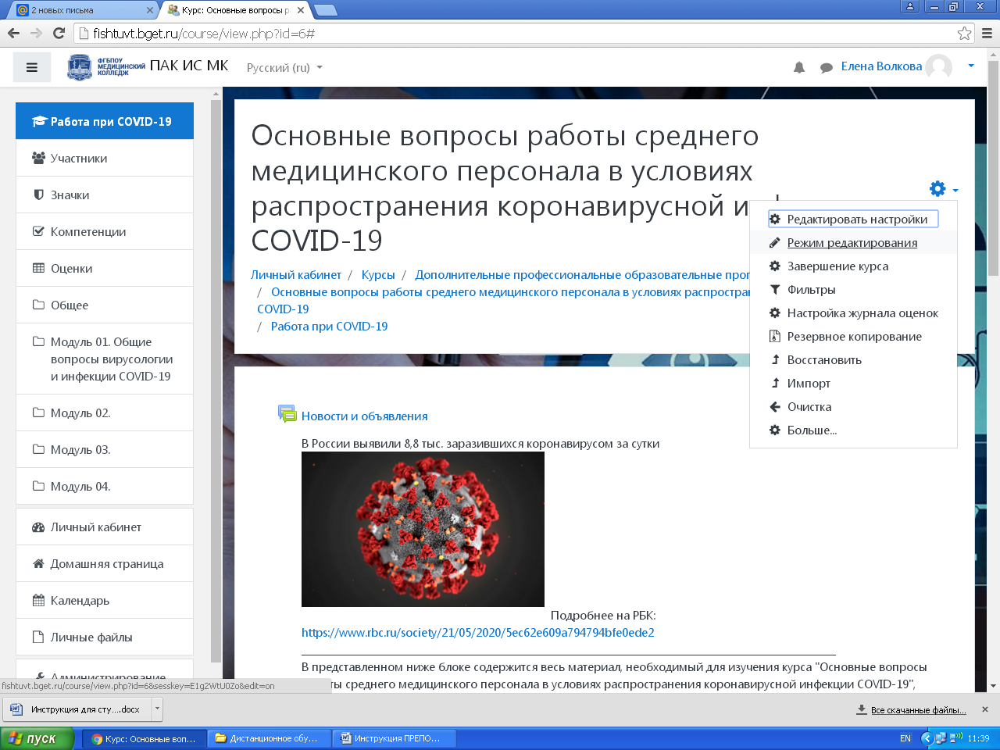 2 новых письма
Курс: Основные вопросы р
fishtuvt.bget.ru/course/view.php?id=6#
ФГБПОУ
МЕДИЦИНСКИЙ
КОЛЛЕДЖ
ПАК ИС МК
Русский (ru)
Елена Волкова
Работа при COVID-19
Участники
Значки
Компетенции
Оценки
Общее
Модуль 01. Общие
вопросы вирусологии
и инфекции COVID-19
Модуль 02.
Модуль 03.
Модуль 04.
Личный кабинет
Домашняя страница
Календарь
Личные файлы
Администрирование
Основные вопросы работы среднего
медицинского персонала в условиях
распространения коронавирусной
COVID-19
Личный кабинет / Курсы / Дополнительные профессиональные образовательные прог
/ Основные вопросы работы среднего медицинского персонала в условиях распростран
COVID-19
/ Работа при COVID-19
Редактировать настройки
Режим редактирования
Завершение курса
Фильтры
Настройка журнала оценок
Резервное копирование
Восстановить
Импорт
Очистка
Больше...
Новости и объявления
В России выявили 8,8 тыс. заразившихся коронавирусом за сутки
Подробнее на РБК:
https://www.rbc.ru/society/21/05/2020/5ec62e609a794794bfe0ede2
В представленном ниже блоке содержится весь материал, необходимый для изучения курса "Основные вопросы
ты среднего медицинского персонала в условиях распространения коронавирусной инфекции COVID-19",
fishtuvt.bget.ru/course/view.php?id=6&sesskey=E1g2WtU0Zo&edit=on
Инструкция для сту....docx
Все скачанные файлы...
пуск
Курс: Основные воп...
Дистанционное обу...
Инструкция ПРЕПО...
EN
11:39